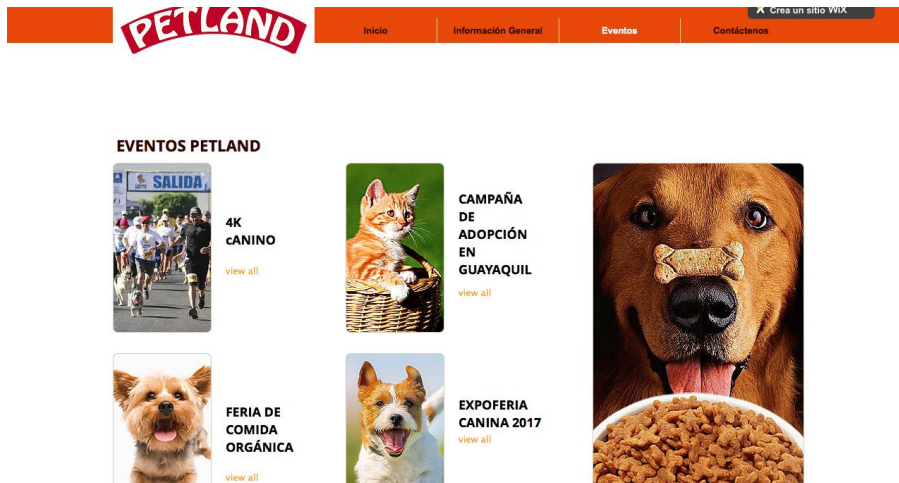 PETLAND
Inicio
Información General
Eventos
Contáctenos
Crea un sitio WiX
EVENTOS PETLAND
SALIDA
4K
cANINO
view all
CAMPAÑA
DE
ADOPCIÓN
EN
GUAYAQUIL
view all
FERIA DE
COMIDA
ORGÁNICA
view all
EXPOFERIA
CANINA 2017
view all